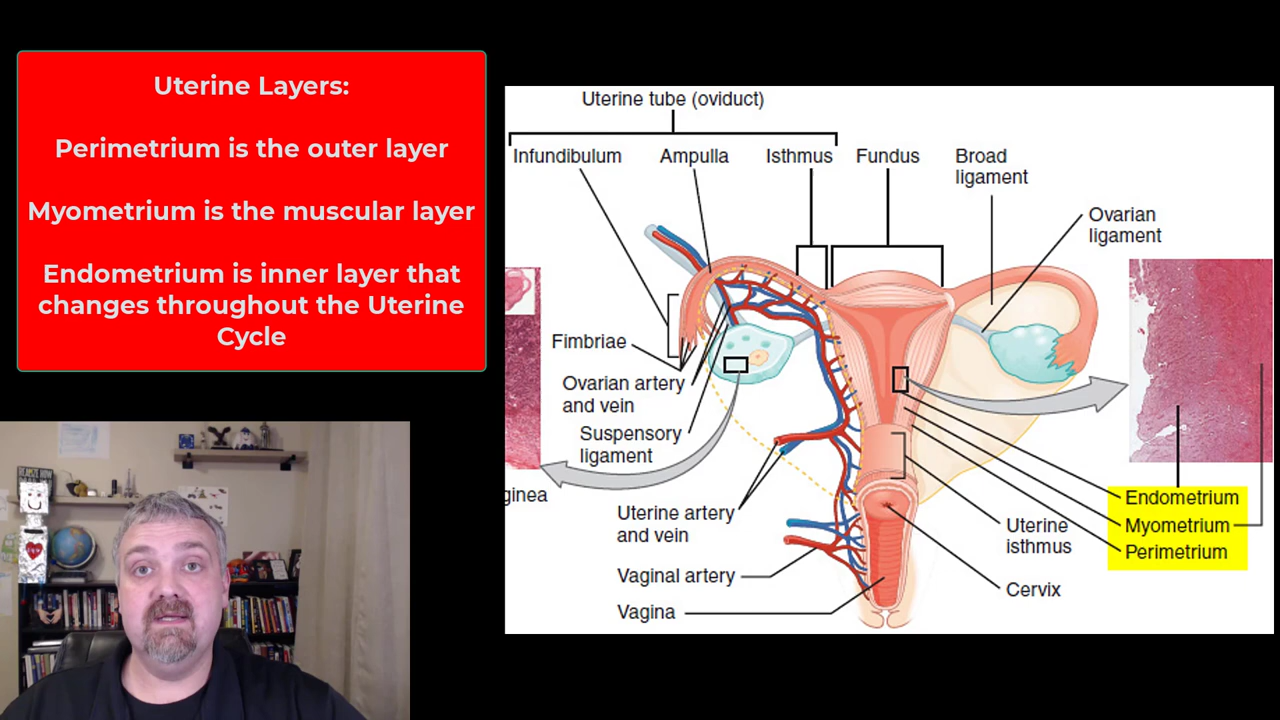 Uterine Layers:
Perimetrium is the outer layer
Myometrium is the muscular layer
Endometrium is inner layer that
changes throughout the Uterine
Cycle
Uterine tube (oviduct)
Infundibulum
Ampulla
Isthmus
Fundus
Broad
ligament
Ovarian
ligament
Fimbriae
Ovarian artery
and vein
Suspensory
ligament
ginea
Uterine artery
and vein
Vaginal artery
Vagina
Endometrium
Myometrium
Perimetrium
Uterine
isthmus
Cervix